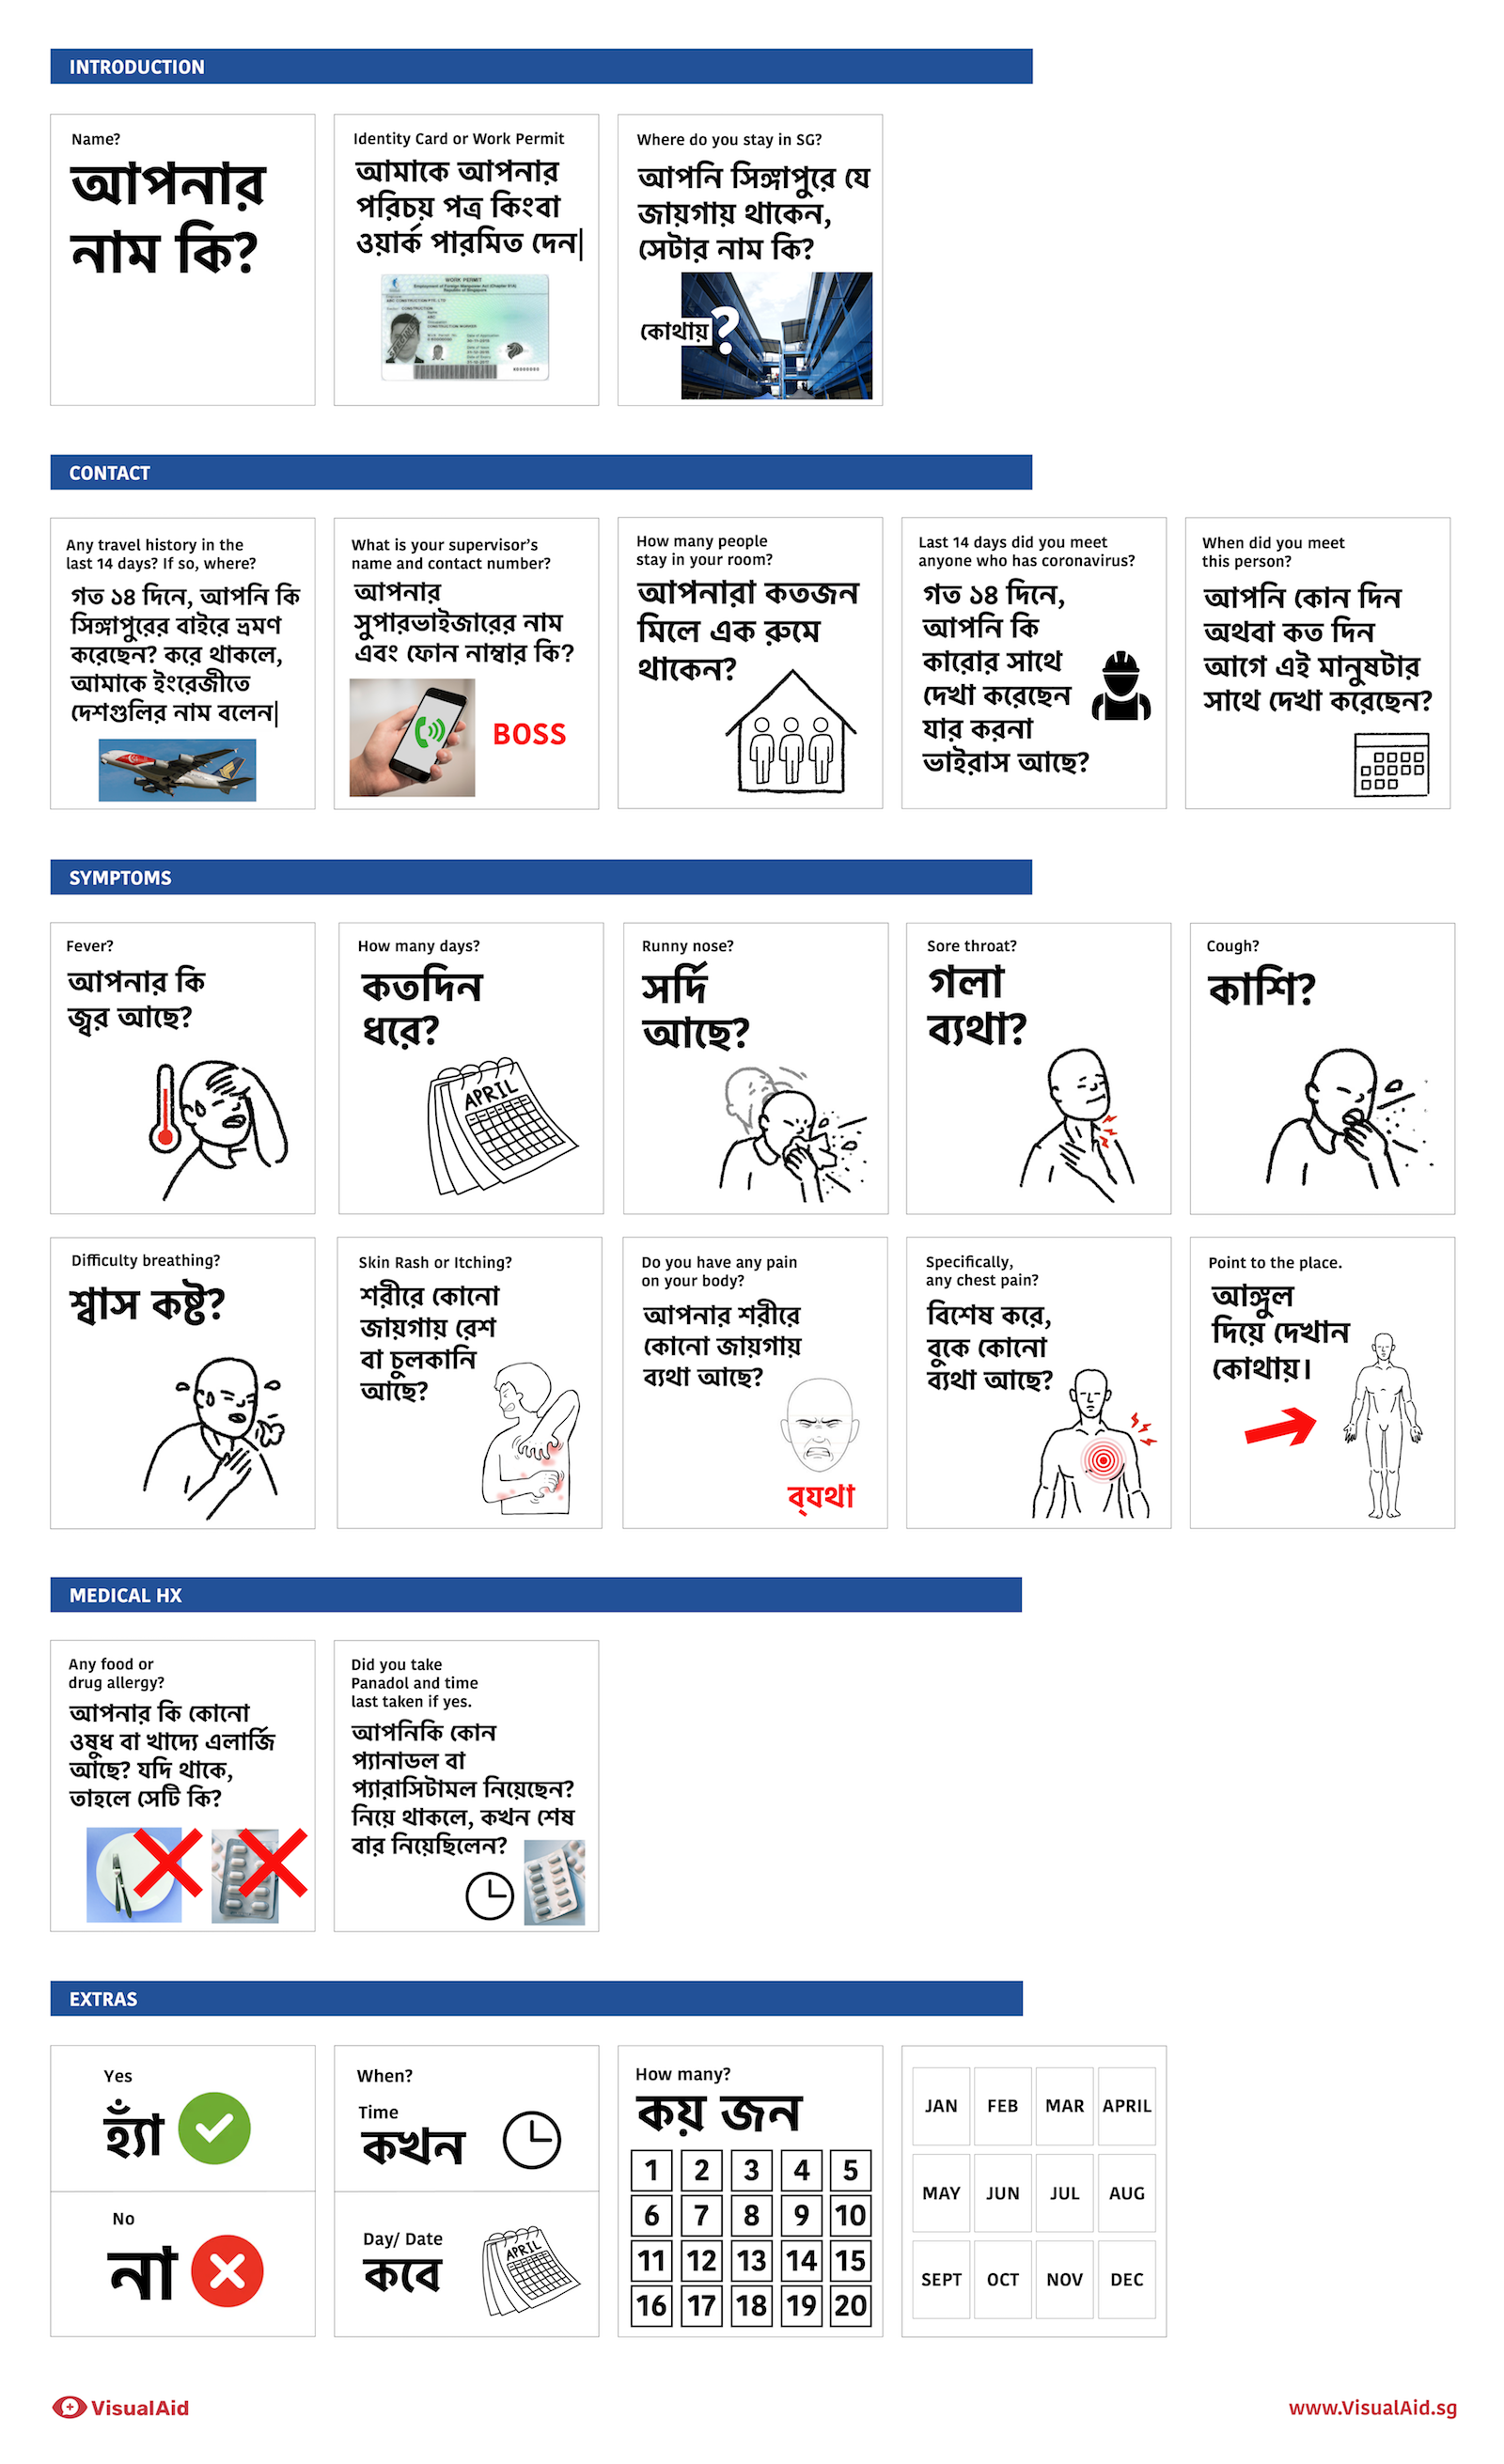 INTRODUCTION
Name?
আপনার
নাম কি?
Identity Card or Work Permit
আমাকে আপনার
পরিচয় পত্র কিংবা
ওয়ার্ক পারমিত দেন|
WORK PERMIT
Employment of Foreign Manpower Act (Chapter 91A)
Republic of Singapore
Where do you stay in SG?
আপনি সিঙ্গাপুরে যে
জায়গায় থাকেন,
সেটার নাম কি?
কোথায় ?
CONTACT
Any travel history in the
last 14 days? If so, where?
গত ১৪ দিনে, আপনি কি
সিঙ্গাপুরের বাইরে ভ্রমণ
করেছেন? করে থাকলে,
আমাকে ইংরেজীতে
দেশগুলির নাম বলেন|
What is your supervisor's
name and contact number?
আপনার
সুপারভাইজারের নাম
এবং ফোন নাম্বার কি?
BOSS
How many people
stay in your room?
আপনারা কতজন
মিলে এক রুমে
থাকেন?
Last 14 days did you meet
anyone who has coronavirus?
গত ১৪ দিনে,
আপনি কি
কারোর সাথে
দেখা করেছেন
যার করনা
ভাইরাস আছে?
When did you meet
this person?
আপনি কোন দিন
অথবা কত দিন
আগে এই মানুষটার
সাথে দেখা করেছেন?
SYMPTOMS
Fever?
আপনার কি
জ্বর আছে?
How many days?
কতদিন
ধরে?
APRIL
Runny nose?
সর্দি
আছে?
Sore throat?
গলা
ব্যথা?
Cough?
কাশি?
Difficulty breathing?
শ্বাস কষ্ট?
Skin Rash or Itching?
শরীরে কোনো
জায়গায় রেশ
বা চুলকানি
আছে?
Do you have any pain
on your body?
আপনার শরীরে
কোনো জায়গায়
ব্যথা আছে?
ব্‌যথা
Specifically,
any chest pain?
বিশেষ করে,
বুকে কোনো
ব্যথা আছে?
Point to the place.
আঙ্গুল
দিয়ে দেখান
কোথায়।
MEDICAL HX
Any food or
drug allergy?
আপনার কি কোনো
ওষুধ বা খাদ্যে এলার্জি
আছে? যদি থাকে,
তাহলে সেটি কি?
Did you take
Panadol and time
last taken if yes.
আপনিকি কোন
প্যানাডল বা
প্যারাসিটামল নিয়েছেন?
নিয়ে থাকলে, কখন শেষ
বার নিয়েছিলেন?
EXTRAS
Yes
হ্যাঁ
No
না
When?
Time
কখন
Day/ Date
কবে
APRIL
How many?
কয় জন
1 2 3 4 5
6 7 8 9 10
11 12 13 14 15
16 17 18 19 20
JAN FEB MAR APRIL
MAY JUN JUL AUG
SEPT OCT NOV DEC
VisualAid
www.VisualAid.sg